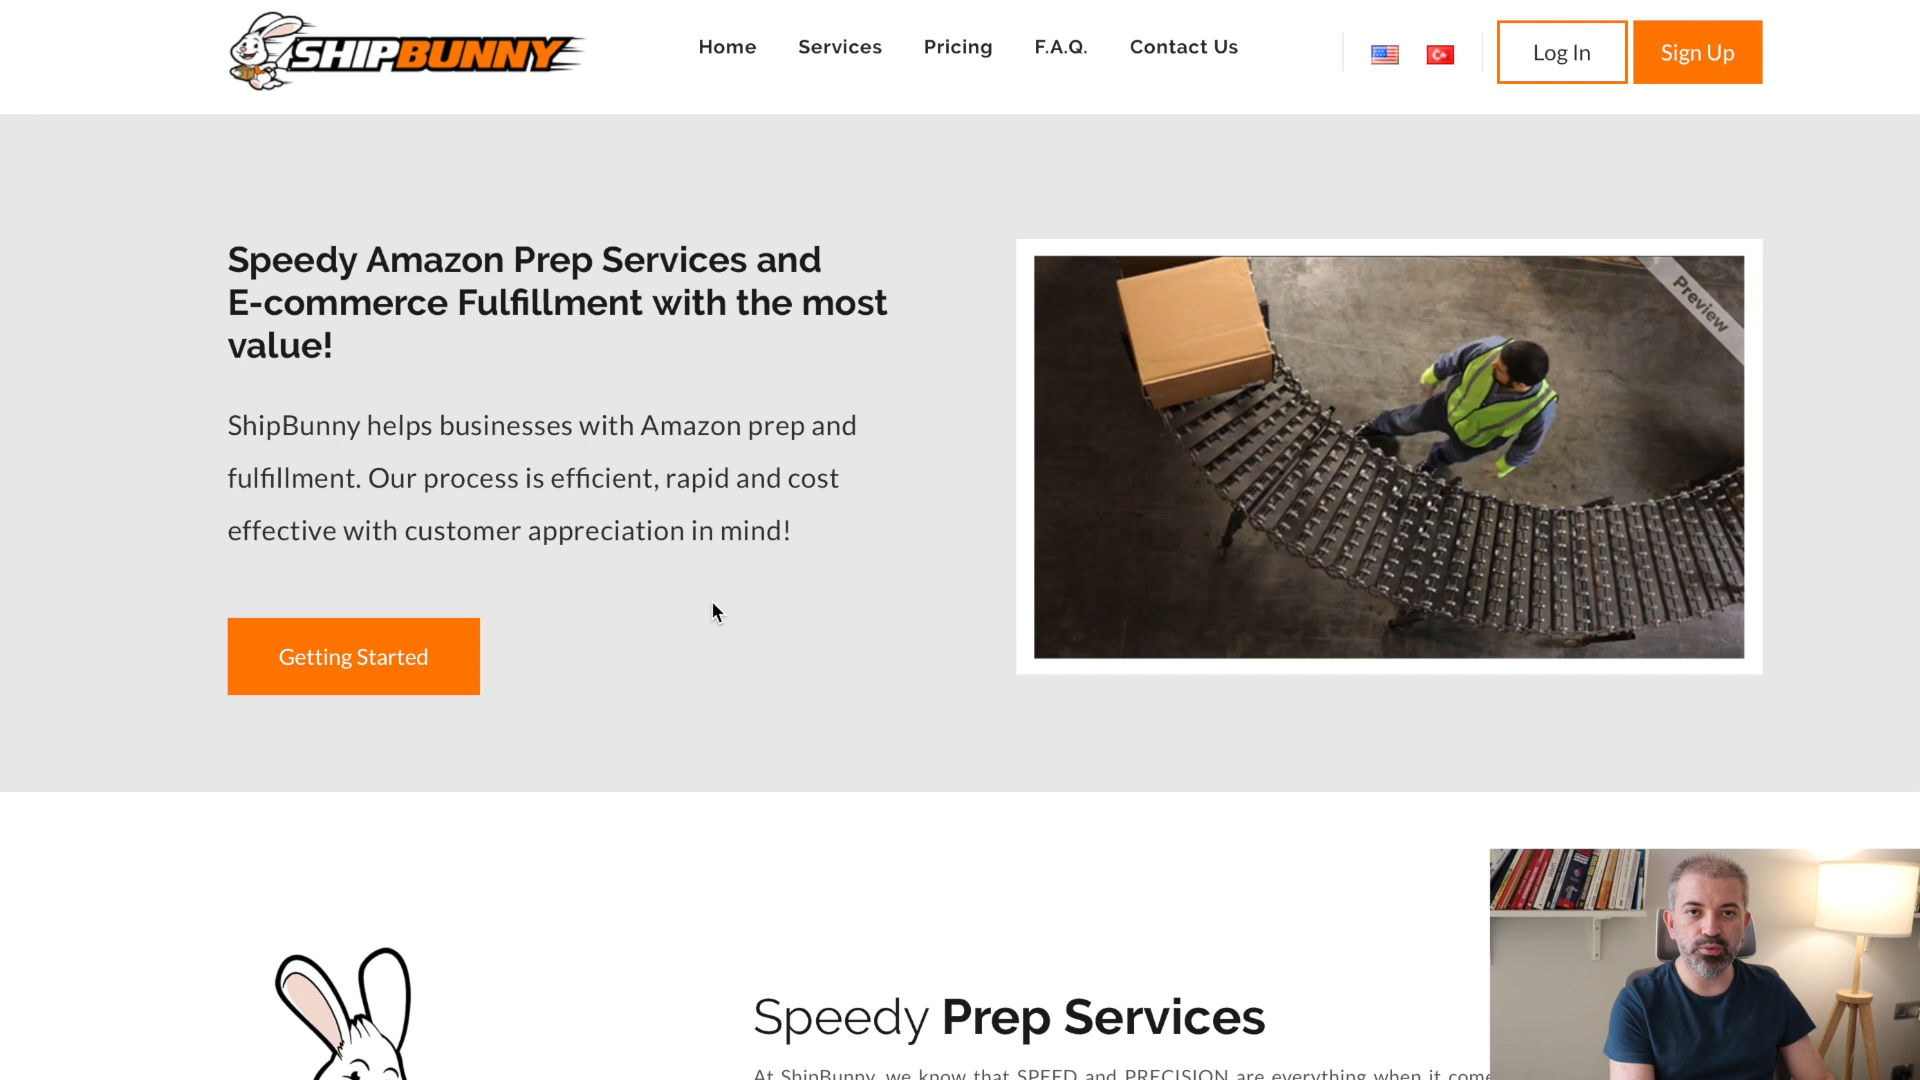 SHIPBUNNY
Home
Services
Pricing
F.A.Q.
Contact Us
Log In
Sign Up
Speedy Amazon Prep Services and
E-commerce Fulfillment with the most
value!
ShipBunny helps businesses with Amazon prep and
fulfillment. Our process is efficient, rapid and cost
effective with customer appreciation in mind!
Getting Started
Preview
Speedy Prep Services
At ShipBunny, we know that SPEED and PRECISION are everything when it come